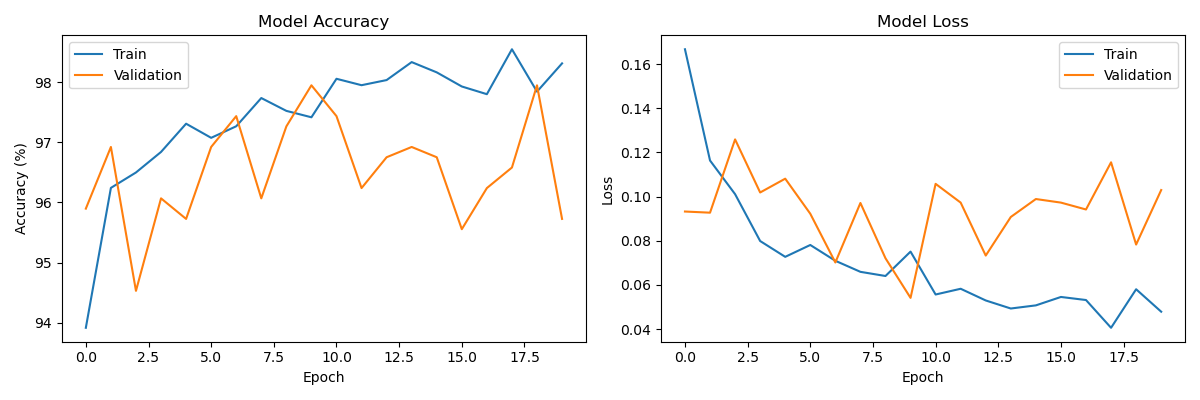 Model Accuracy
Train
Validation
98
97
96
95
94
Accuracy (%)
0.0 2.5 5.0 7.5 10.0 12.5 15.0 17.5
Epoch
Model Loss
Train
Validation
0.16
0.14
0.12
0.10
0.08
0.06
0.04
Loss
0.0 2.5 5.0 7.5 10.0 12.5 15.0 17.5
Epoch